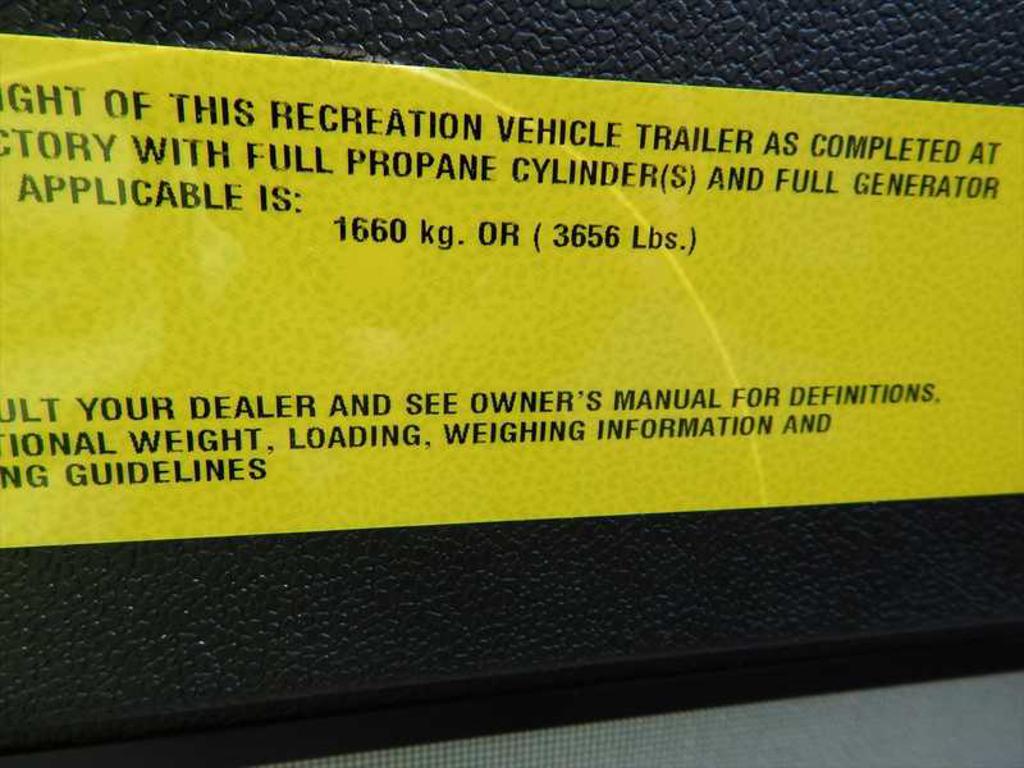 IGHT OF THIS RECREATION VEHICLE TRAILER AS COMPLETED AT
CTORY WITH FULL PROPANE CYLINDER(S) AND FULL GENERATOR
APPLICABLE IS:
1660 kg. OR ( 3656 Lbs.)
ULT YOUR DEALER AND SEE OWNER'S MANUAL FOR DEFINITIONS.
TIONAL WEIGHT, LOADING, WEIGHING INFORMATION AND
NG GUIDELINES